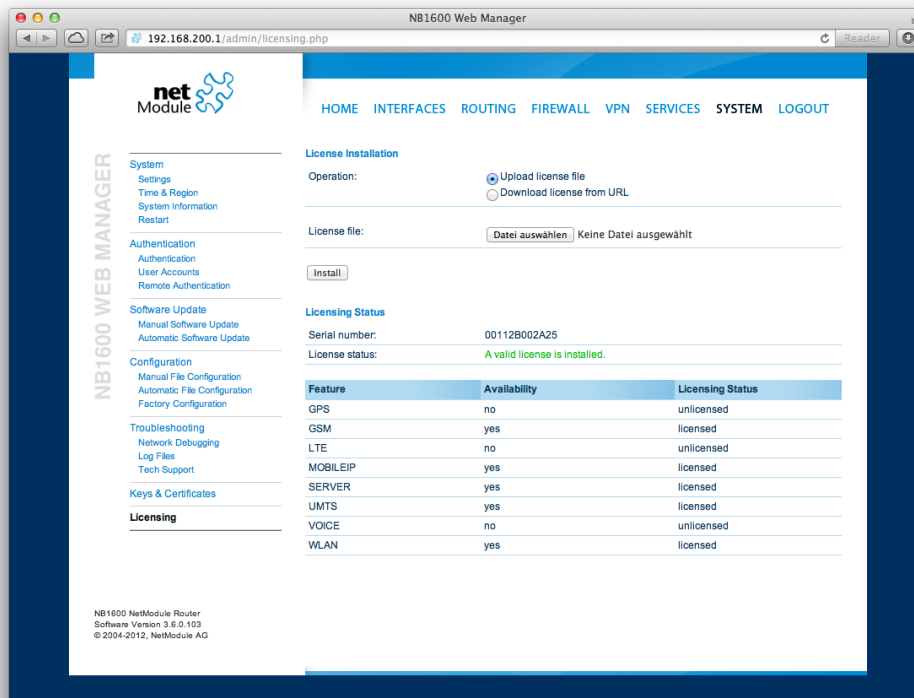 NB1600 Web Manager
192.168.200.1/admin/licensing.php
Reader
net
Module
HOME INTERFACES ROUTING FIREWALL VPN SERVICES SYSTEM LOGOUT
NB1600 WEB MANAGER
System
Settings
Time & Region
System Information
Restart
Authentication
Authentication
User Accounts
Remote Authentication
Software Update
Manual Software Update
Automatic Software Update
Configuration
Manual File Configuration
Automatic File Configuration
Factory Configuration
Troubleshooting
Network Debugging
Log Files
Tech Support
Keys & Certificates
Licensing
License Installation
Operation: Upload license file
Download license from URL
License file: Datei auswählen Keine Datei ausgewählt
Install
Licensing Status
Serial number: 00112B002A25
License status: A valid license is installed.
Feature Availability Licensing Status
GPS no unlicensed
GSM yes licensed
LTE no unlicensed
MOBILEIP yes licensed
SERVER yes licensed
UMTS yes licensed
VOICE no unlicensed
WLAN yes licensed
NB1600 NetModule Router
Software Version 3.6.0.103
© 2004-2012, NetModule AG